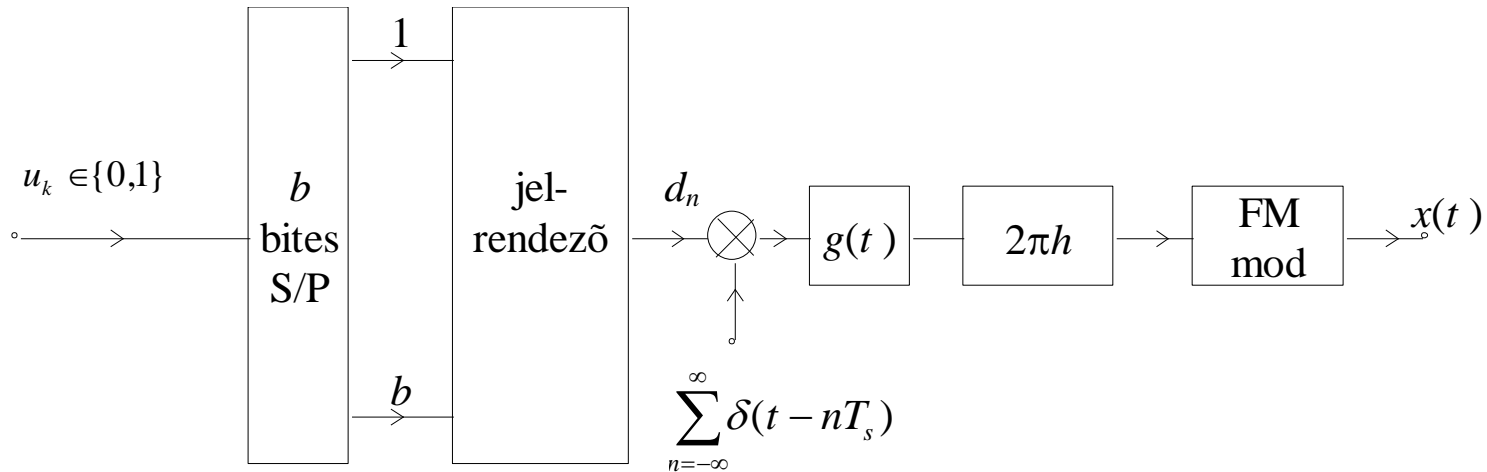 u_k ∈{0,1}
b
bites
S/P
1
b
jel-
rendezõ
d_n
∑_{n=-∞}^{∞} δ(t − nT_s)
g(t)
2πh
FM
mod
x(t)